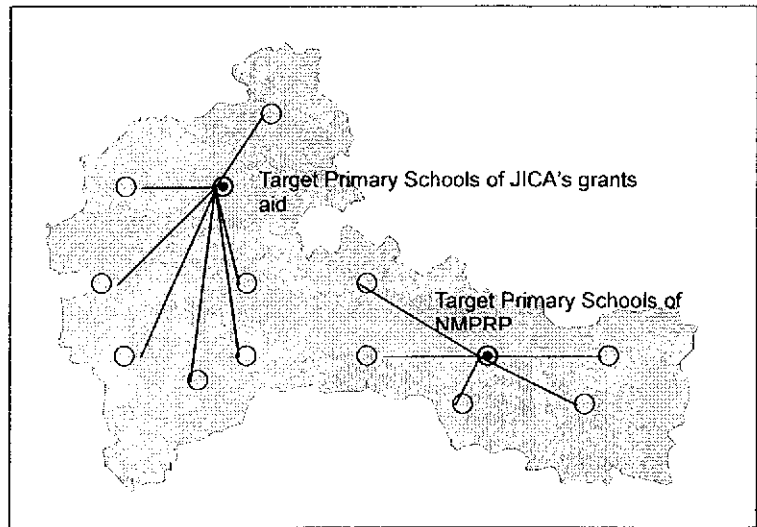 Target Primary Schools of JICA's grants
aid
Target Primary Schools of
NMPRP